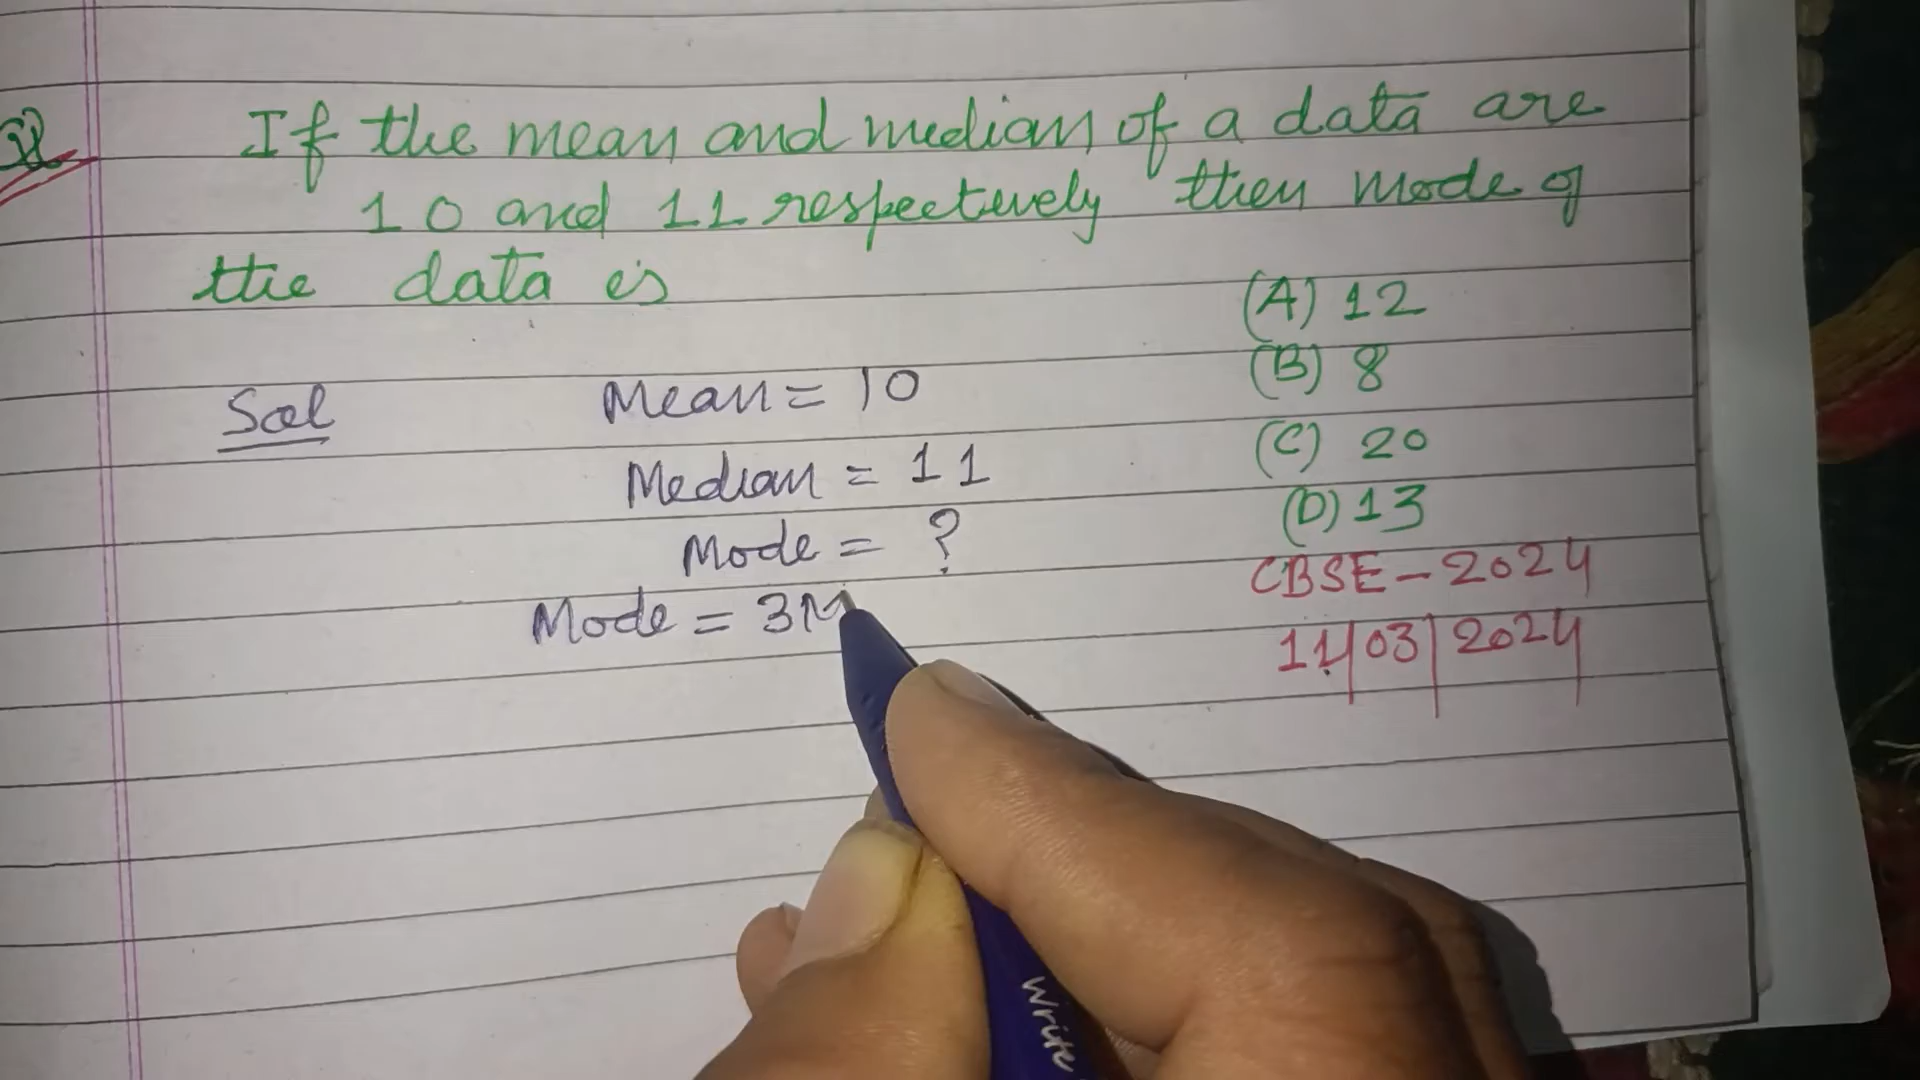 If the mean and median of a data are
10 and 11 respectively then mode of
the data is
(A) 12
(B) 8
(C) 20
(D) 13
CBSE - 2024
11/03/2024
Sol
Mean = 10
Median = 11
Mode = ?
Mode = 3M
Write